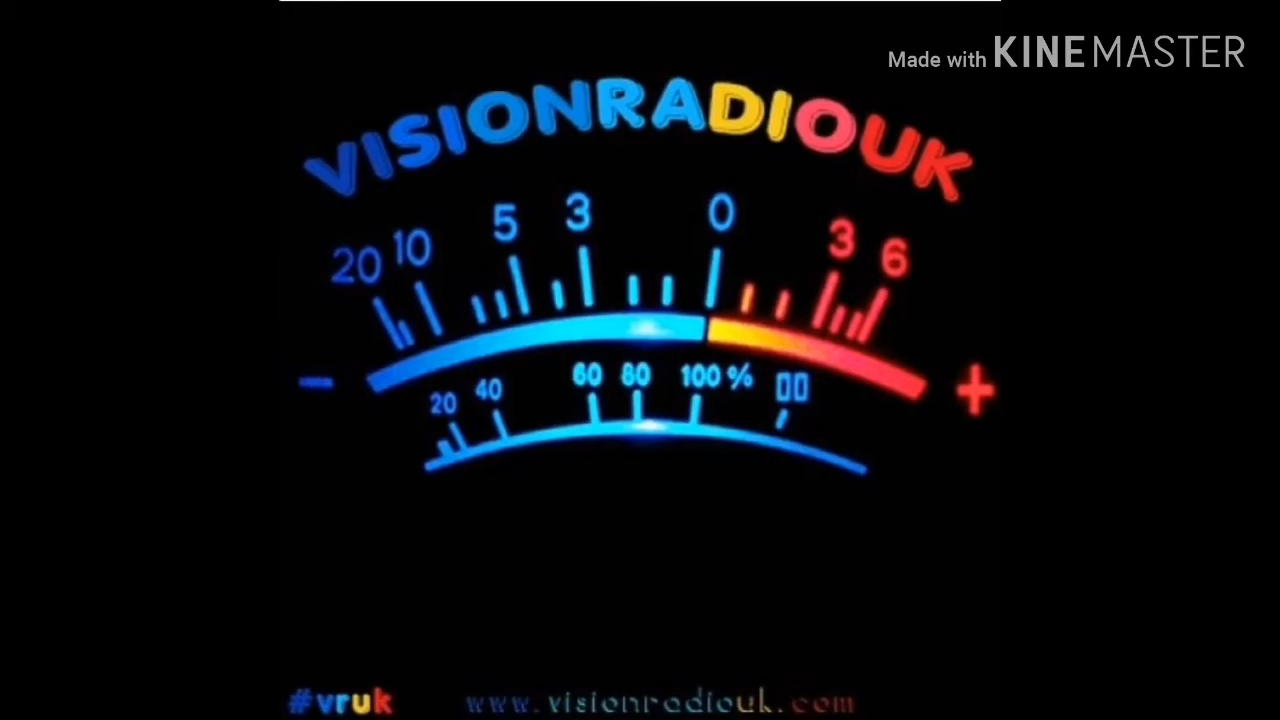 Made with KINEMASTER
VISIONRADIOUK
20 10 5 3 0 3 6
- +
20 40 60 80 100 %
#vruk www.visionradiouk.com